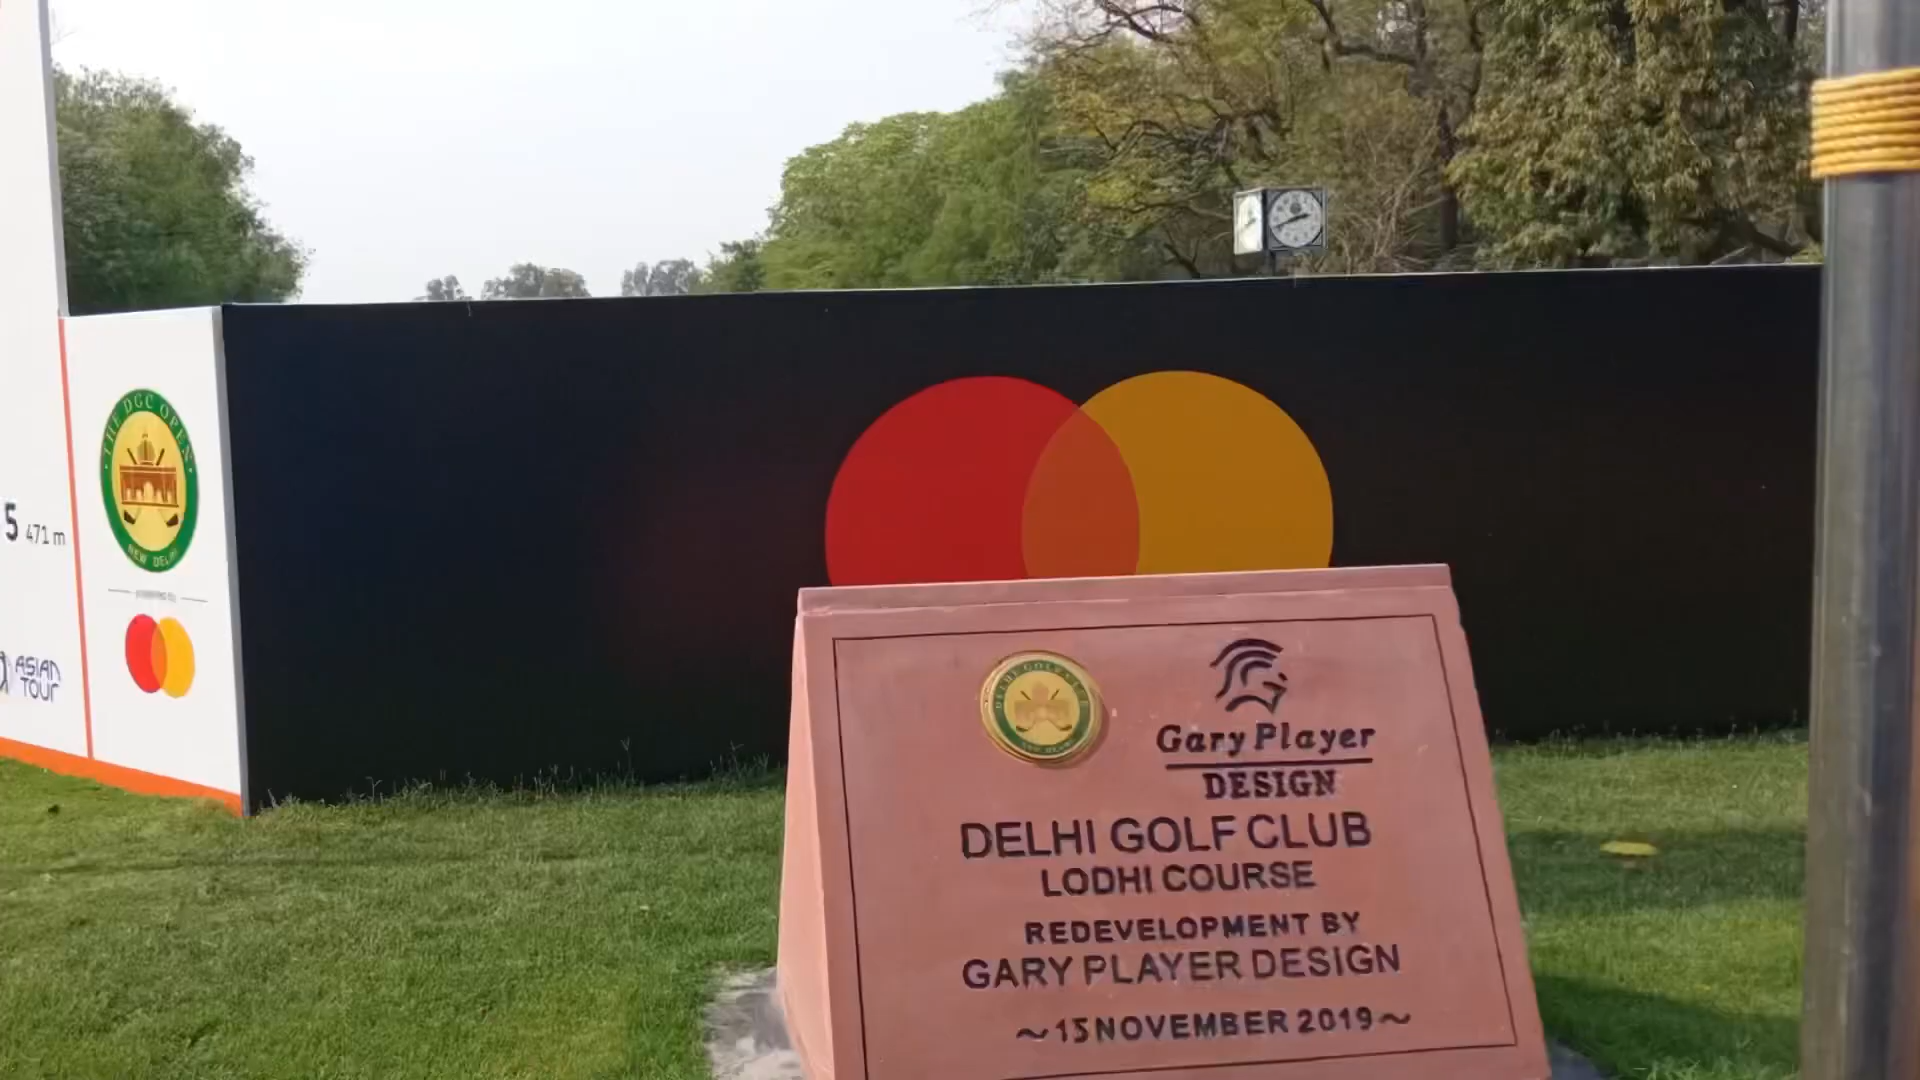 THE DGC OPEN
NEW DELHI
5 471 m
ASIAN
TOUR
Gary Player
DESIGN
DELHI GOLF CLUB
LODHI COURSE
REDEVELOPMENT BY
GARY PLAYER DESIGN
~15 NOVEMBER 2019~